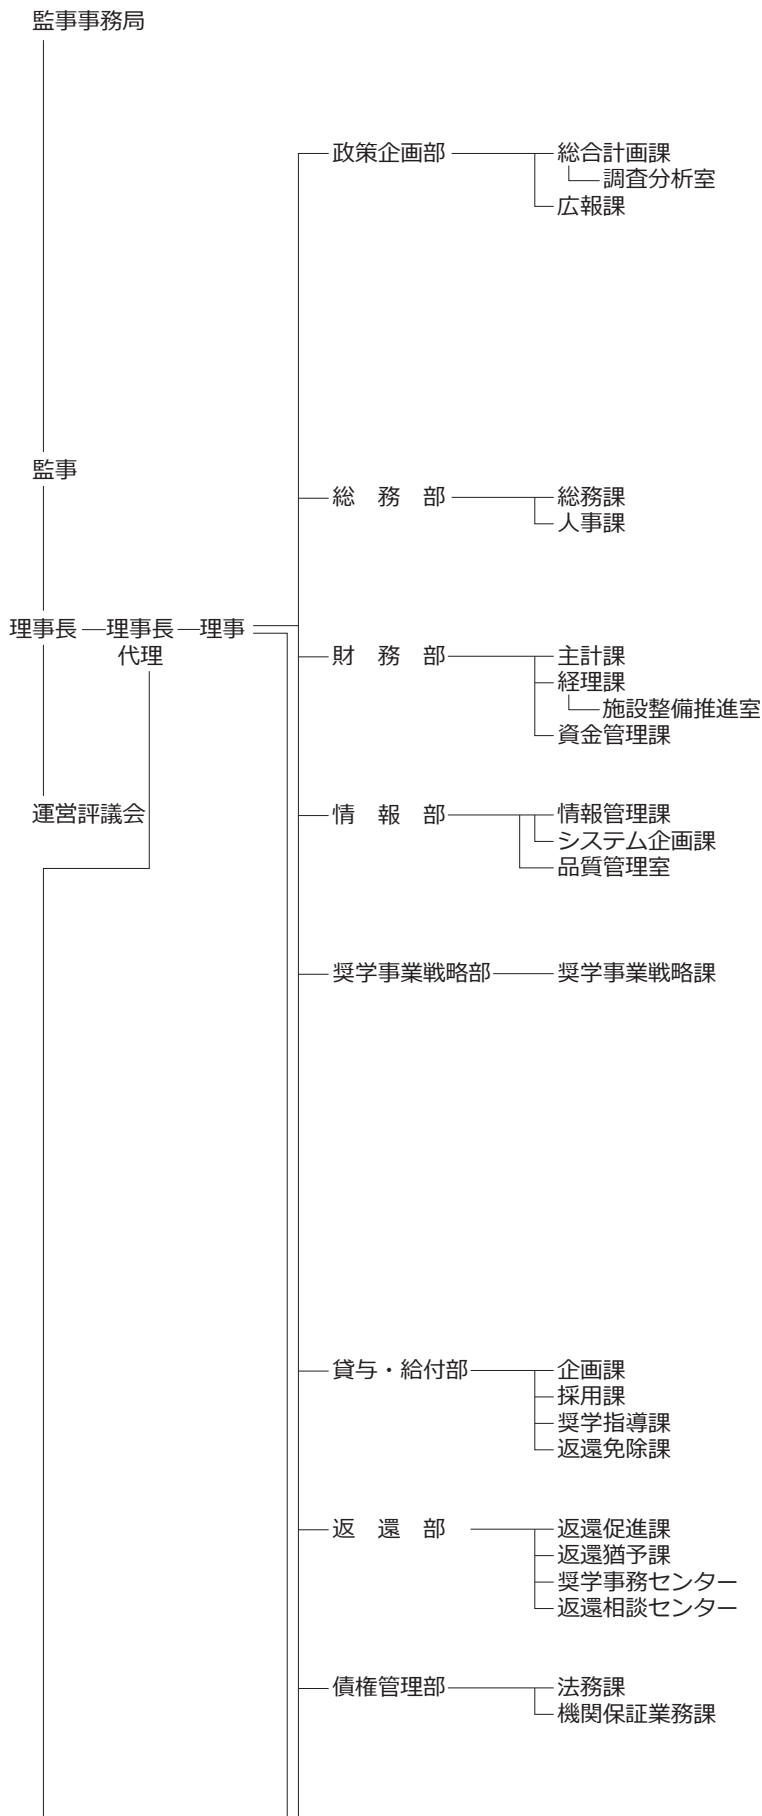 監事事務局
政策企画部 総合計画課
調査分析室
広報課
監事
総　務　部 総務課
人事課
理事長 理事長 理事
代理
財　務　部 主計課
経理課
施設整備推進室
資金管理課
運営評議会
情　報　部 情報管理課
システム企画課
品質管理室
奨学事業戦略部 奨学事業戦略課
貸与・給付部 企画課
採用課
奨学指導課
返還免除課
返　還　部 返還促進課
返還猶予課
奨学事務センター
返還相談センター
債権管理部 法務課
機関保証業務課